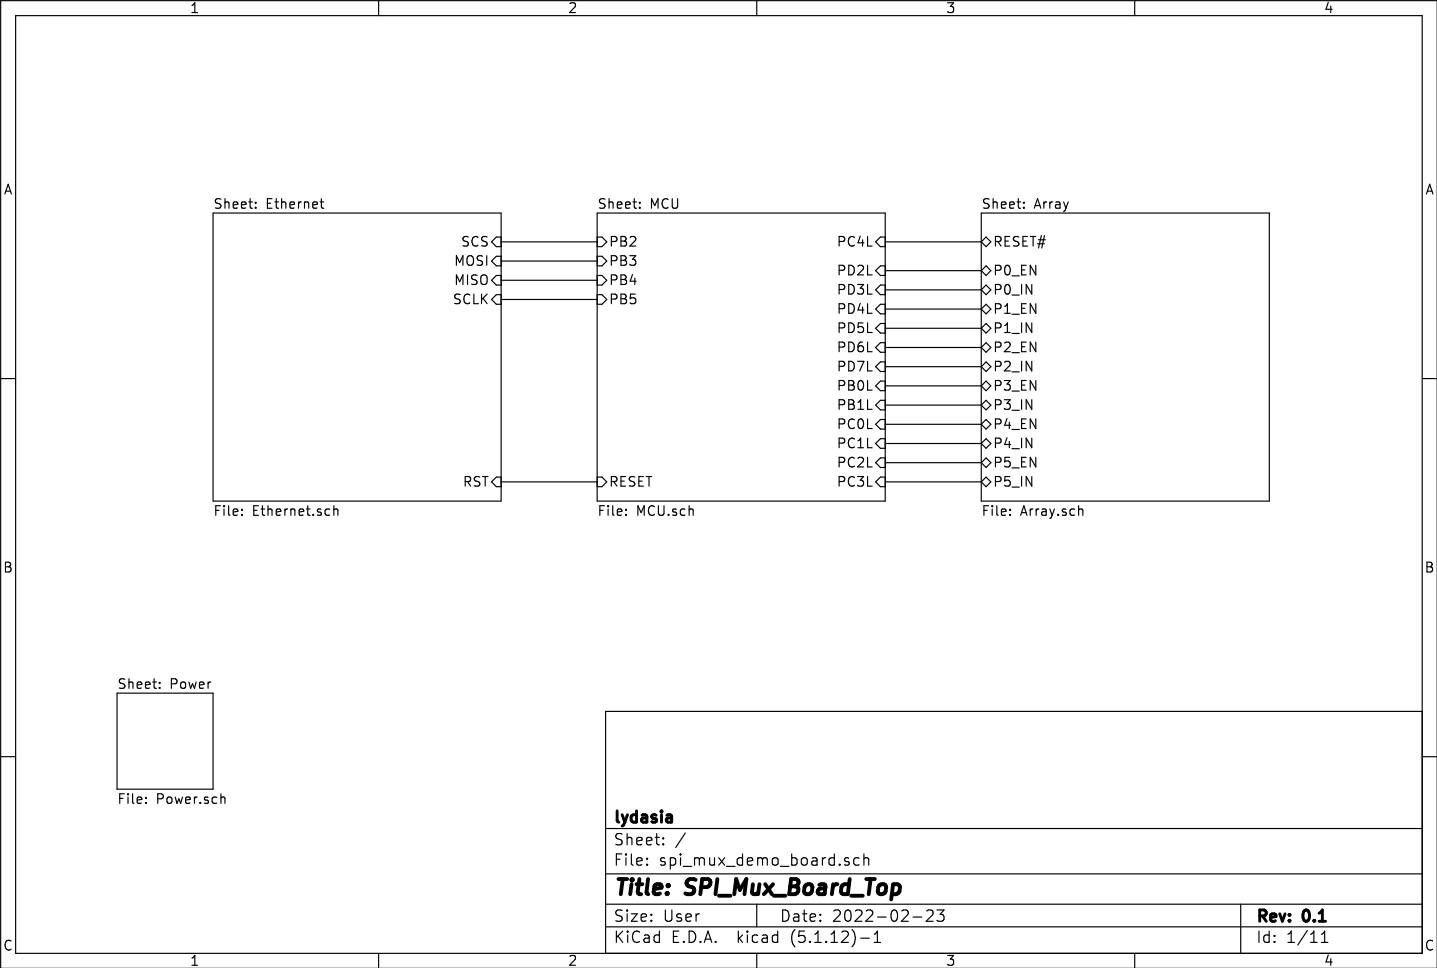 1 2 3 4
A A
Sheet: Ethernet Sheet: MCU Sheet: Array
SCS PB2 PC4L RESET#
MOSI PB3
MISO PB4 PD2L P0_EN
SCLK PB5 PD3L P0_IN
PD4L P1_EN
PD5L P1_IN
PD6L P2_EN
PD7L P2_IN
PB0L P3_EN
PB1L P3_IN
PC0L P4_EN
PC1L P4_IN
PC2L P5_EN
RST RESET PC3L P5_IN
File: Ethernet.sch File: MCU.sch File: Array.sch
B B
Sheet: Power
File: Power.sch
lydasia
Sheet: /
File: spi_mux_demo_board.sch
Title: SPI_Mux_Board_Top
Size: User Date: 2022-02-23 Rev: 0.1
KiCad E.D.A. kicad (5.1.12)-1 Id: 1/11
C C
1 2 3 4